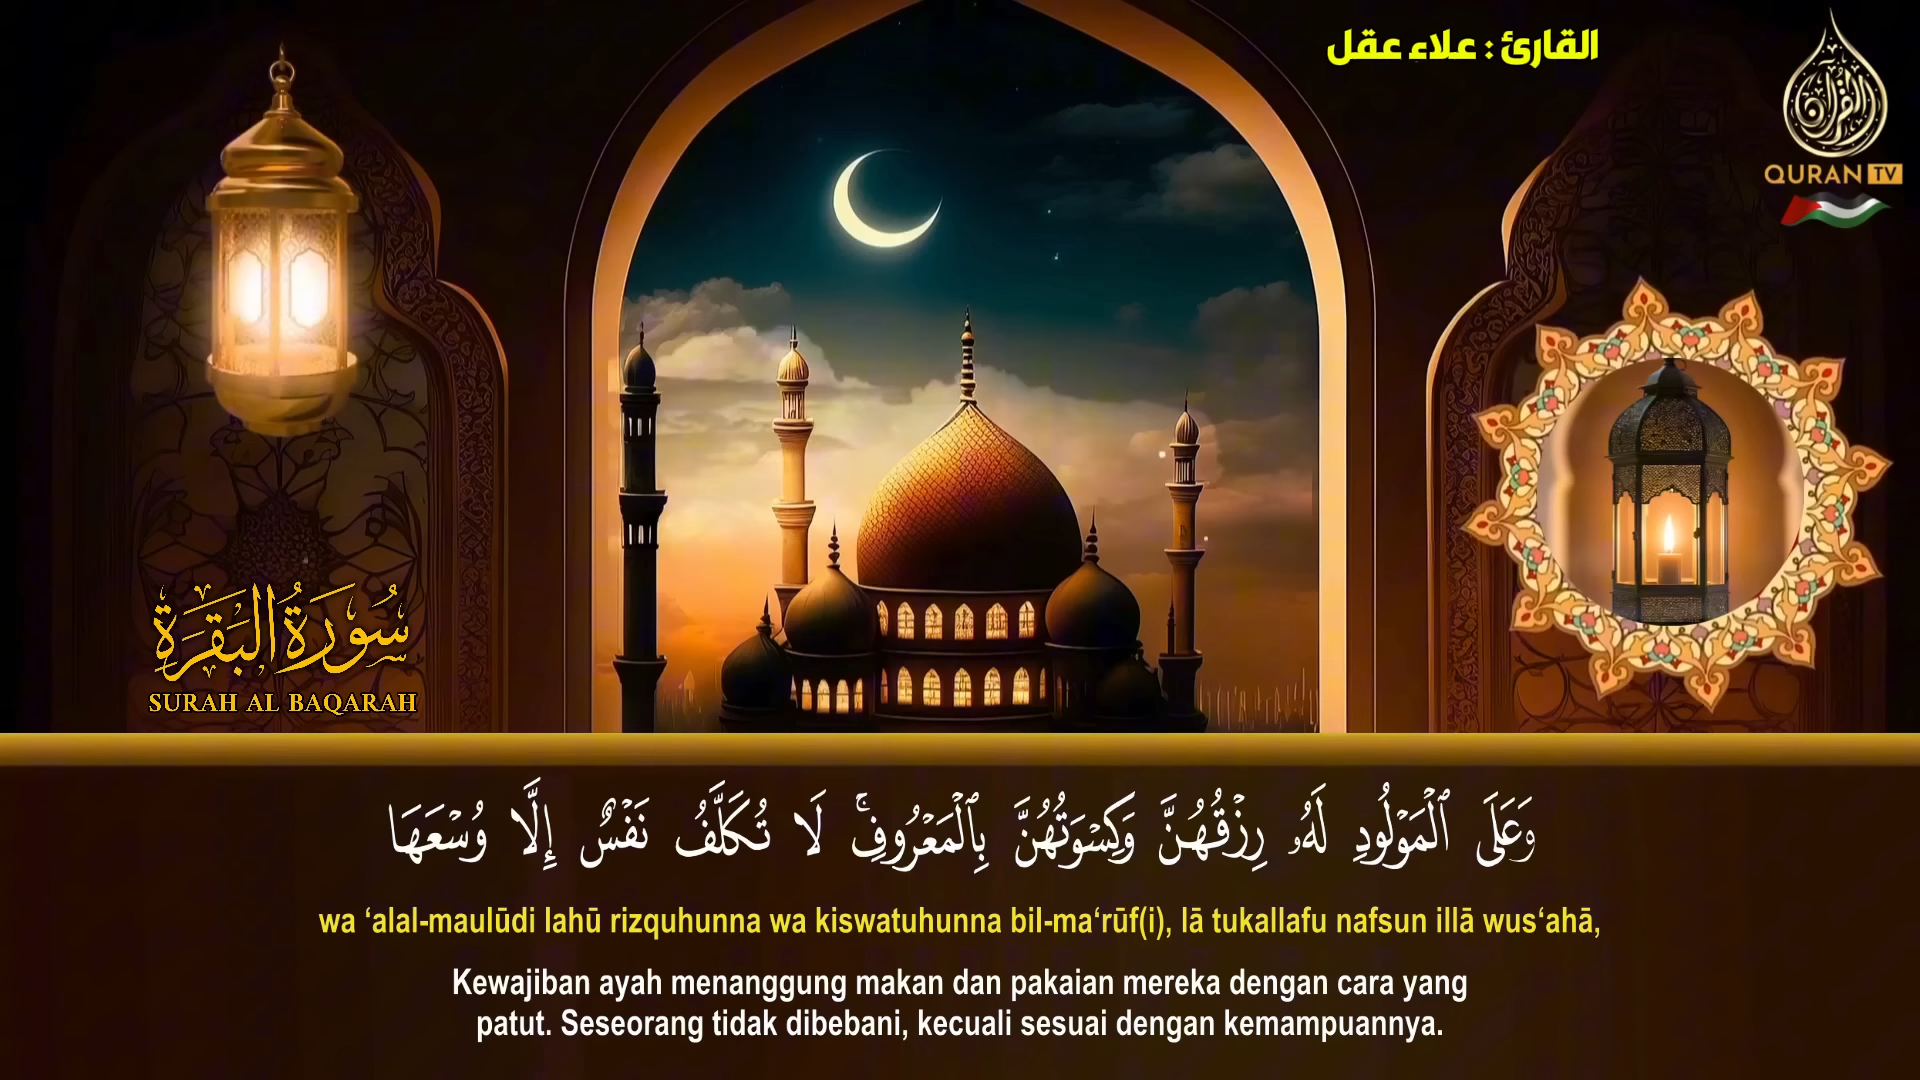 القارئ : علاء عقل
القرآن
QURAN TV
سُورَةُ الْبَقَرَةِ
SURAH AL BAQARAH
وَعَلَى ٱلْمَوْلُودِ لَهُۥ رِزْقُهُنَّ وَكِسْوَتُهُنَّ بِٱلْمَعْرُوفِۚ لَا تُكَلَّفُ نَفْسٌ إِلَّا وُسْعَهَا
wa ‘alal-maulūdi lahū rizquhunna wa kiswatuhunna bil-ma‘rūf(i), lā tukallafu nafsun illā wus‘ahā,
Kewajiban ayah menanggung makan dan pakaian mereka dengan cara yang
patut. Seseorang tidak dibebani, kecuali sesuai dengan kemampuannya.